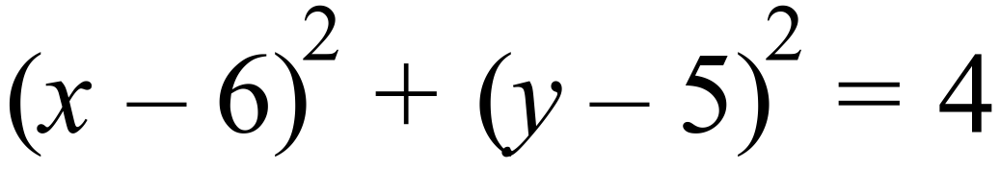 (x − 6)² + (y − 5)² = 4